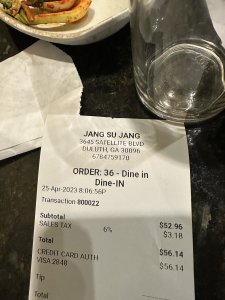 JANG SU JANG
3645 SATELLITE BLVD
DULUTH, GA 30096
6784759170
ORDER: 36 - Dine in
Dine-IN
25-Apr-2023 8:06:56P
Transaction 800022
Subtotal $52.96
SALES TAX 6% $3.18
Total $56.14
CREDIT CARD AUTH $56.14
VISA 2848
Tip
Total